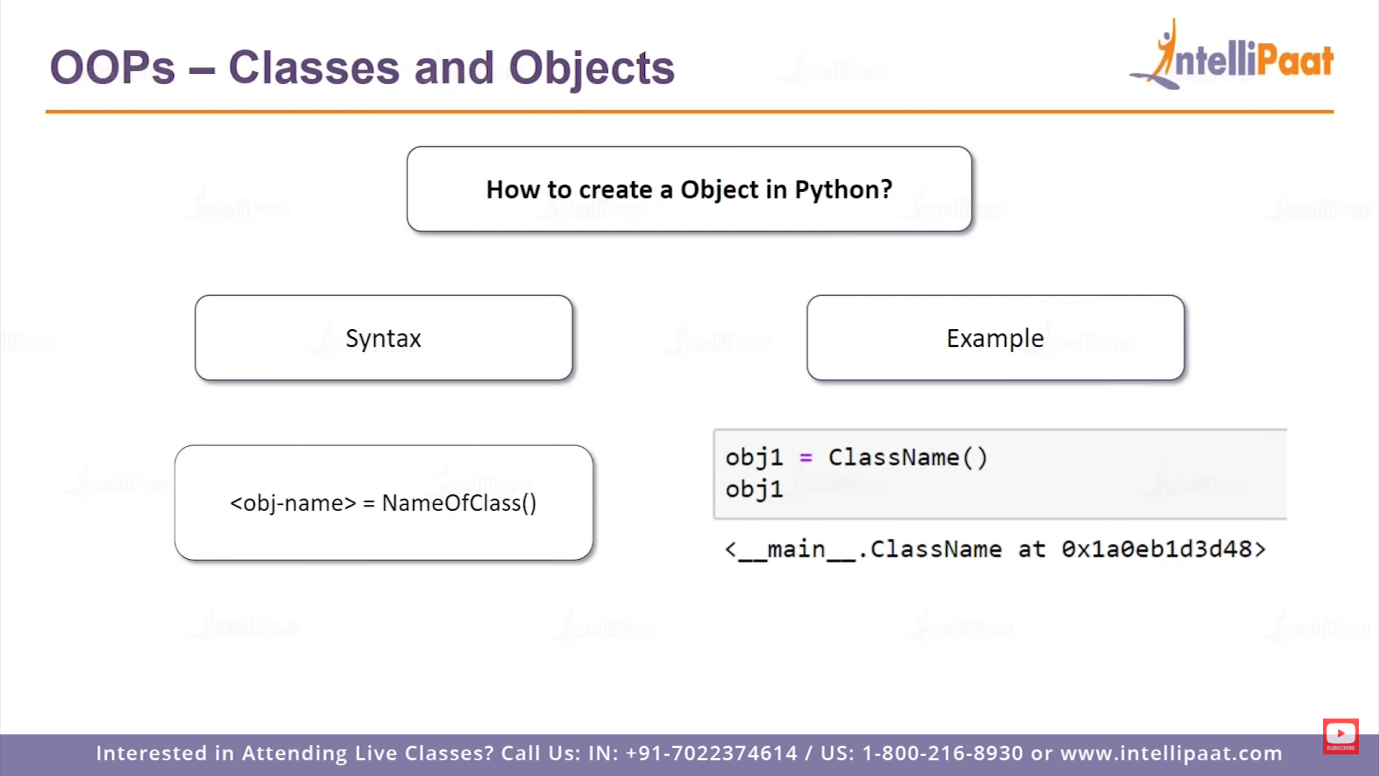 OOPs – Classes and Objects
IntelliPaat
How to create a Object in Python?
Syntax
Example
<obj-name> = NameOfClass()
obj1 = ClassName()
obj1
<__main__.ClassName at 0x1a0eb1d3d48>
Interested in Attending Live Classes? Call Us: IN: +91-7022374614 / US: 1-800-216-8930 or www.intellipaat.com
SUBSCRIBE